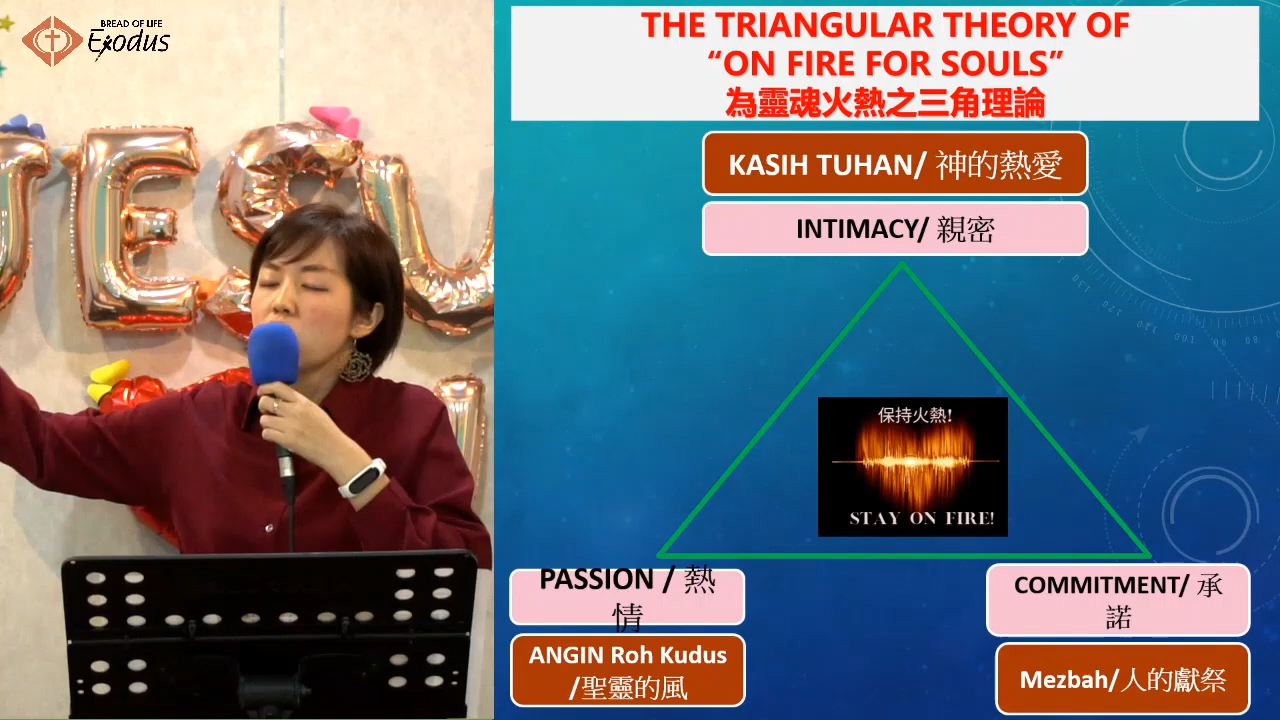 BREAD OF LIFE
Exodus
JESU
THE TRIANGULAR THEORY OF
“ON FIRE FOR SOULS”
為靈魂火熱之三角理論
KASIH TUHAN/ 神的熱愛
INTIMACY/ 親密
保持火熱!
STAY ON FIRE!
PASSION / 熱
情
ANGIN Roh Kudus
/聖靈的風
COMMITMENT/ 承
諾
Mezbah/人的獻祭